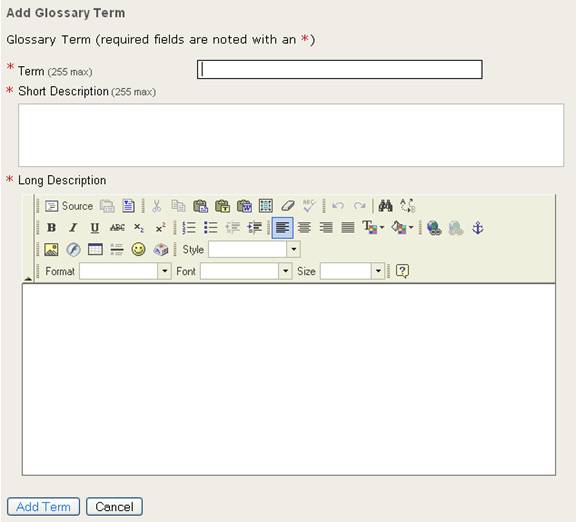 Add Glossary Term
Glossary Term (required fields are noted with an *)
* Term (255 max)
* Short Description (255 max)
* Long Description
Source ABC
B I U ABC x₂ x² T
Style
Format Font Size ?
Add Term Cancel